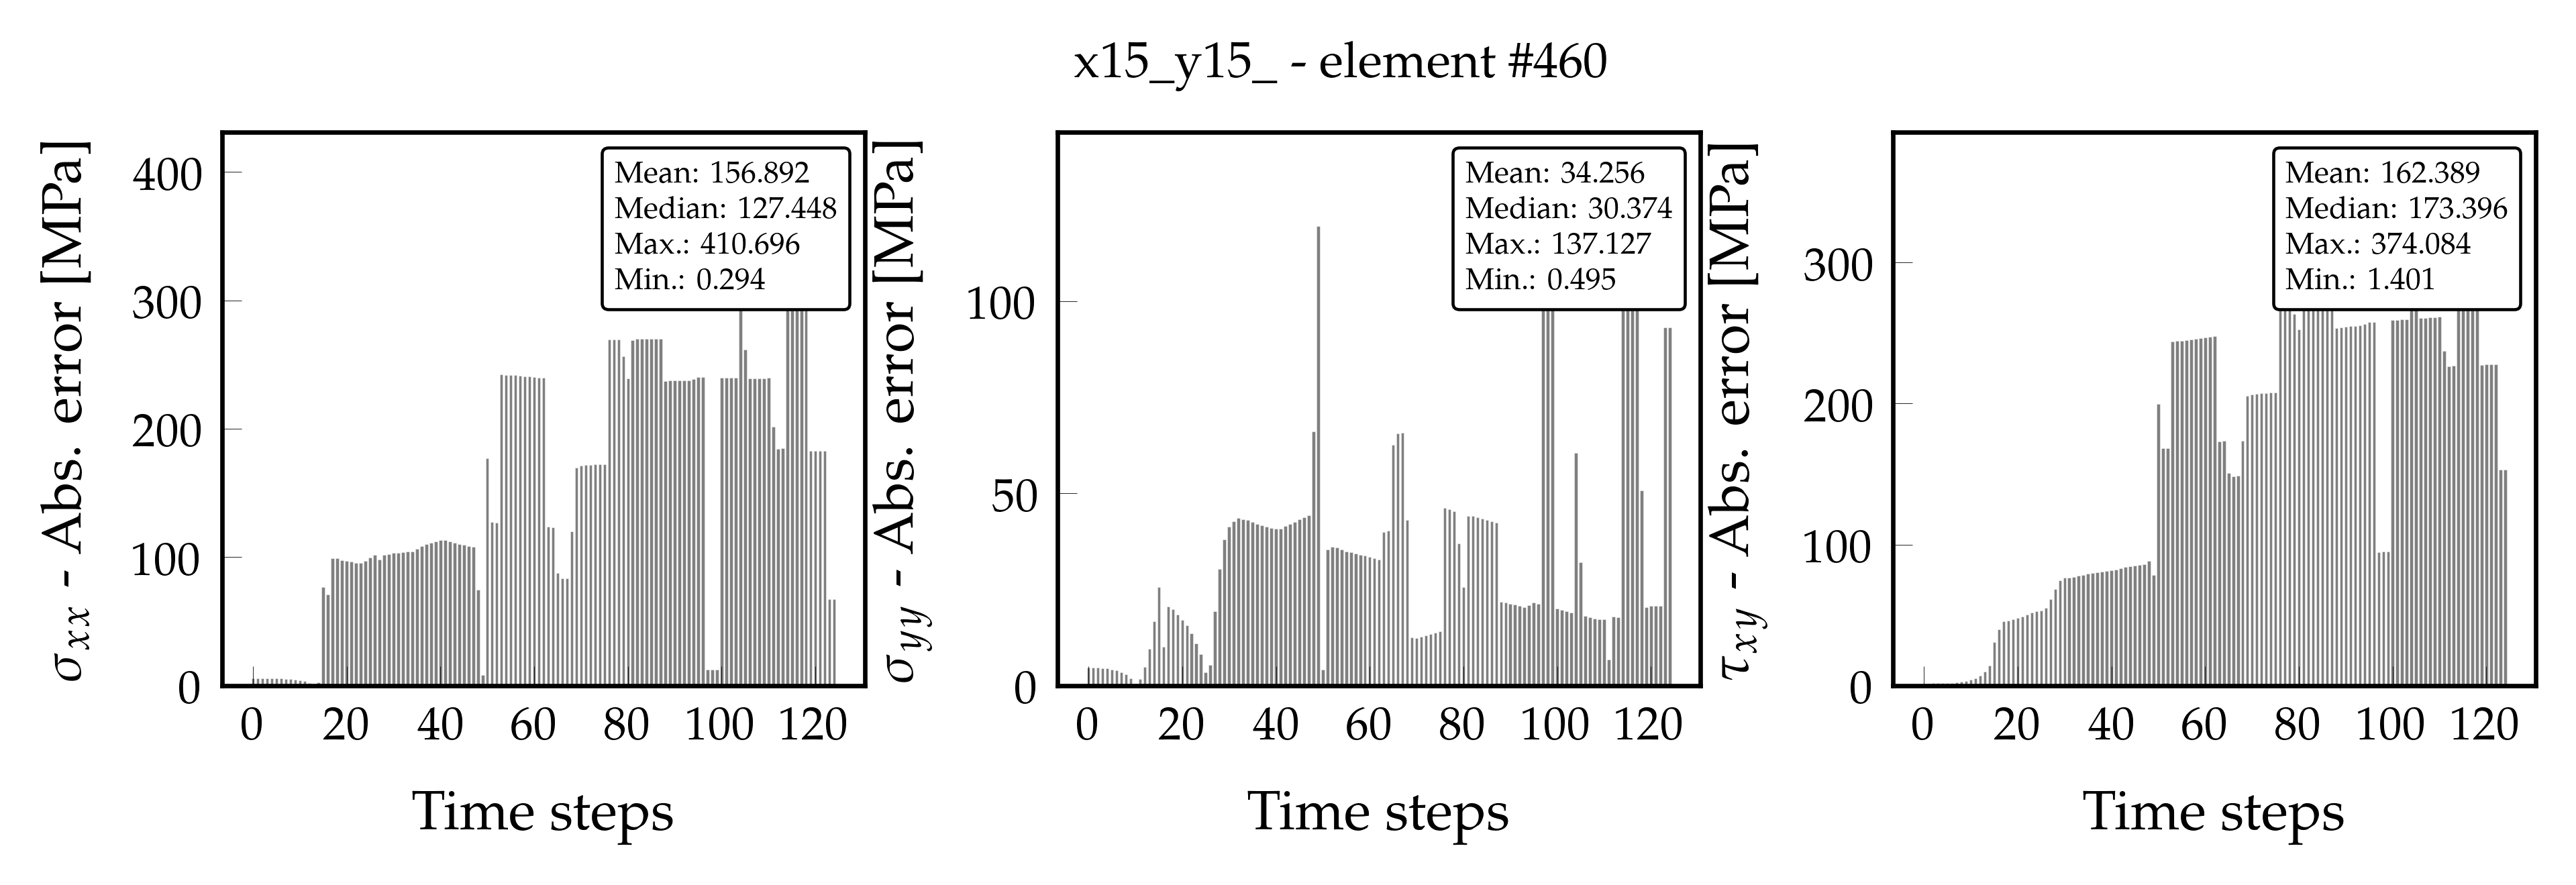 x15_y15_ - element #460
σxx - Abs. error [MPa]
400
300
200
100
0
Mean: 156.892
Median: 127.448
Max.: 410.696
Min.: 0.294
0 20 40 60 80 100 120
Time steps
σyy - Abs. error [MPa]
100
50
0
Mean: 34.256
Median: 30.374
Max.: 137.127
Min.: 0.495
0 20 40 60 80 100 120
Time steps
τxy - Abs. error [MPa]
300
200
100
0
Mean: 162.389
Median: 173.396
Max.: 374.084
Min.: 1.401
0 20 40 60 80 100 120
Time steps